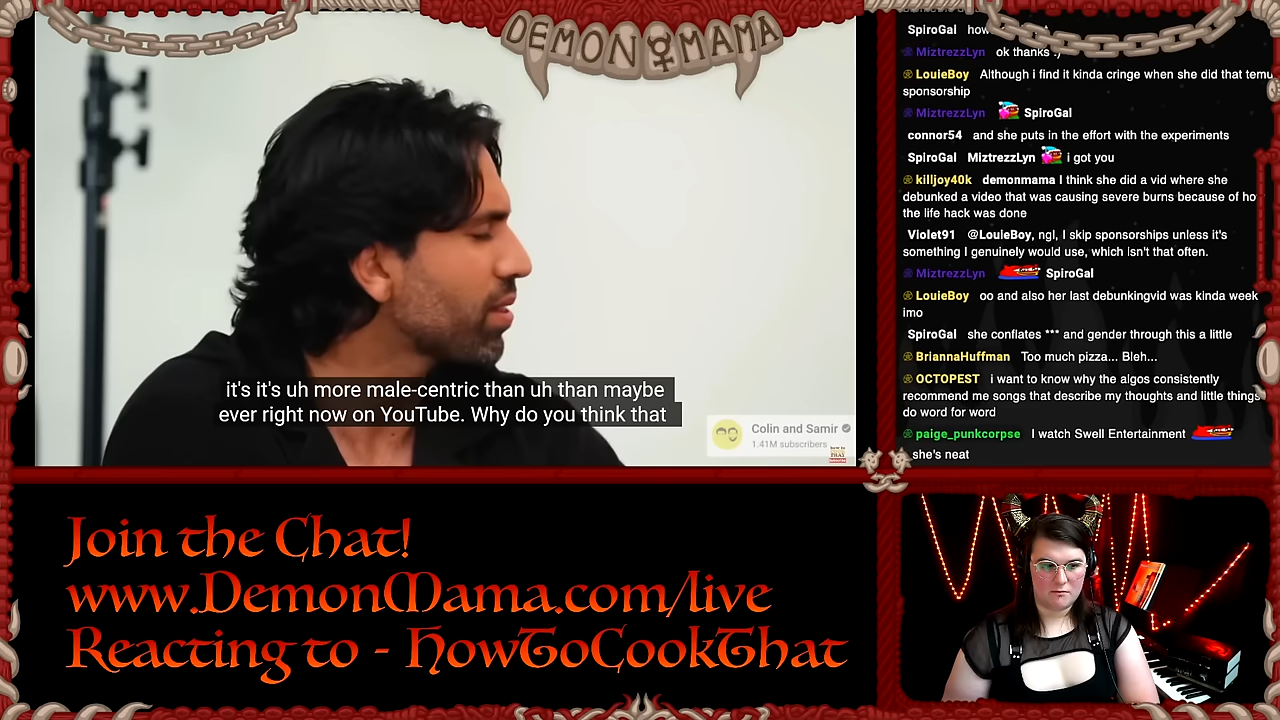 DEMON MAMA
it's it's uh more male-centric than uh than maybe
ever right now on YouTube. Why do you think that
Colin and Samir
1.41M subscribers
SpiroGal how
MiztrezzLyn ok thanks :)
LouieBoy Although i find it kinda cringe when she did that temu
sponsorship
MiztrezzLyn SpiroGal
connor54 and she puts in the effort with the experiments
SpiroGal MiztrezzLyn i got you
killjoy40k demonmama I think she did a vid where she
debunked a video that was causing severe burns because of ho
the life hack was done
Violet91 @LouieBoy, ngl, I skip sponsorships unless it's
something I genuinely would use, which isn't that often.
MiztrezzLyn SpiroGal
LouieBoy oo and also her last debunkingvid was kinda week
imo
SpiroGal she conflates *** and gender through this a little
BriannaHuffman Too much pizza... Bleh...
OCTOPEST i want to know why the algos consistently
recommend me songs that describe my thoughts and little things
do word for word
paige_punkcorpse I watch Swell Entertainment
she's neat
Join the Chat!
www.DemonMama.com/live
Reacting to - HowToCookThat